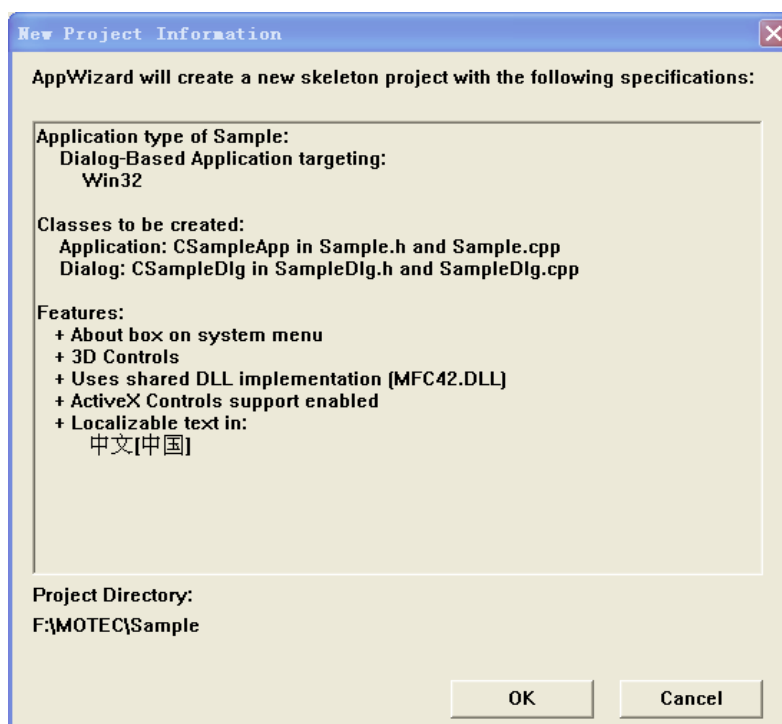 New Project Information
AppWizard will create a new skeleton project with the following specifications:
Application type of Sample:
Dialog-Based Application targeting:
Win32
Classes to be created:
Application: CSampleApp in Sample.h and Sample.cpp
Dialog: CSampleDlg in SampleDlg.h and SampleDlg.cpp
Features:
+ About box on system menu
+ 3D Controls
+ Uses shared DLL implementation (MFC42.DLL)
+ ActiveX Controls support enabled
+ Localizable text in:
中文[中国]
Project Directory:
F:\MOTEC\Sample
OK
Cancel